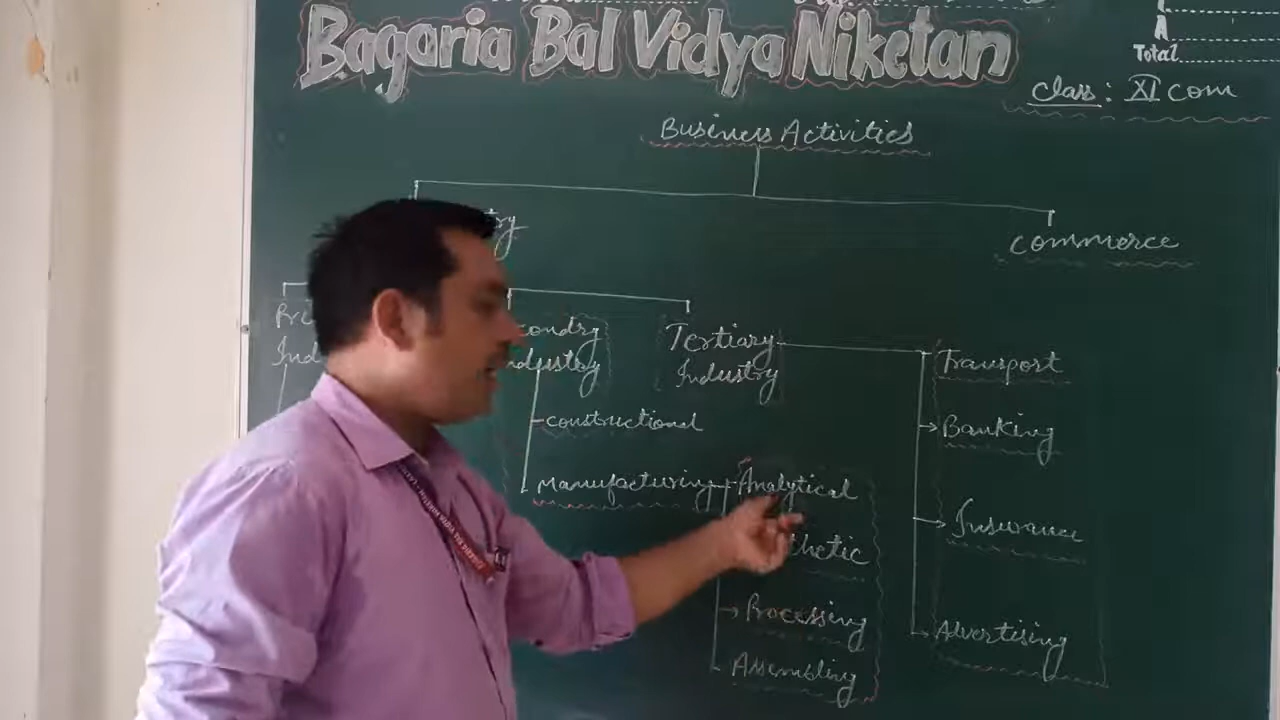 Bagaria Bal Vidya Niketan
Total
Class: XI com
Business Activities
commerce
Tertiary
Industry
constructional
manufacturing
Analytical
Processing
Assembling
Transport
Banking
Insurance
Advertising